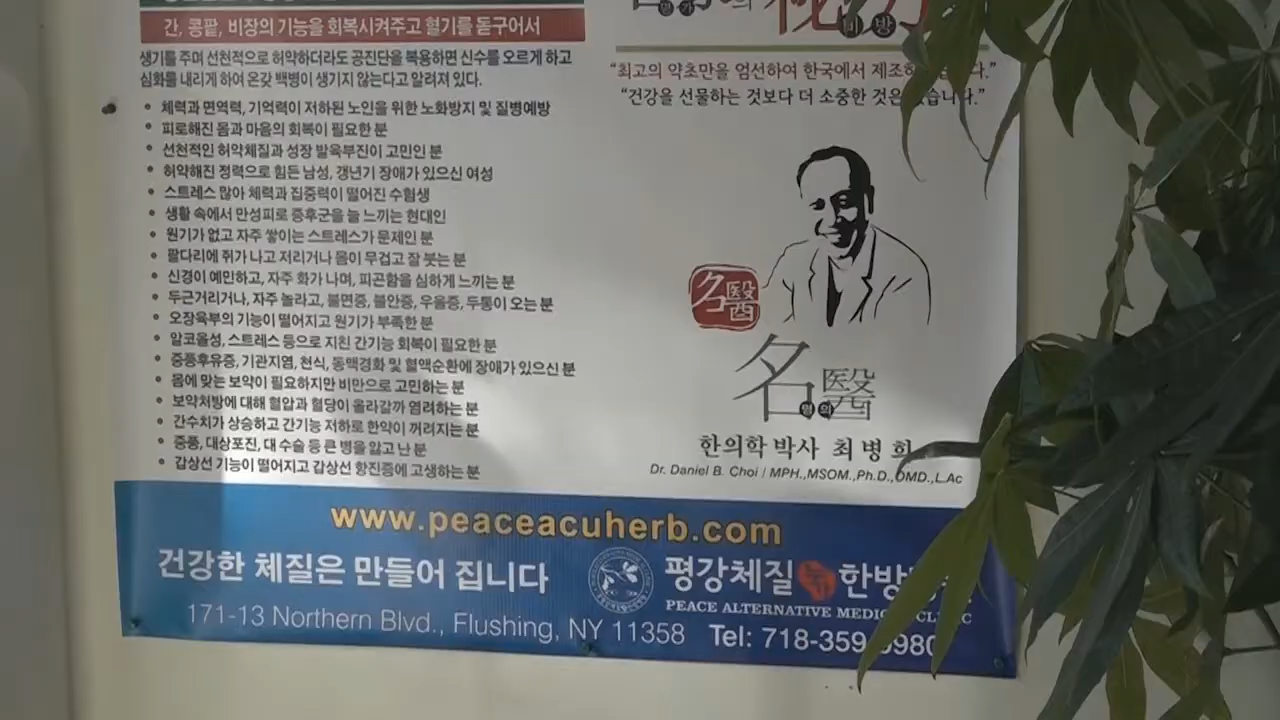 간, 콩팥, 비장의 기능을 회복시켜주고 혈기를 돋구어서
생기를 주며 선천적으로 허약하더라도 공진단을 복용하면 신수를 오르게 하고
심화를 내리게 하여 온갖 백병이 생기지 않는다고 알려져 있다.
• 체력과 면역력, 기억력이 저하된 노인을 위한 노화방지 및 질병예방
• 피로해진 몸과 마음의 회복이 필요한 분
• 선천적인 허약체질과 성장 발육부진이 고민인 분
• 허약해진 정력으로 힘든 남성, 갱년기 장애가 있으신 여성
• 스트레스 많아 체력과 집중력이 떨어진 수험생
• 생활 속에서 만성피로 증후군을 늘 느끼는 현대인
• 원기가 없고 자주 쌓이는 스트레스가 문제인 분
• 팔다리에 쥐가 나고 저리거나 몸이 무겁고 잘 붓는 분
• 신경이 예민하고, 자주 화가 나며, 피곤함을 심하게 느끼는 분
• 두근거리거나, 자주 놀라고, 불면증, 불안증, 우울증, 두통이 오는 분
• 오장육부의 기능이 떨어지고 원기가 부족한 분
• 알코올성, 스트레스 등으로 지친 간기능 회복이 필요한 분
• 중풍후유증, 기관지염, 천식, 동맥경화 및 혈액순환에 장애가 있으신 분
• 몸에 맞는 보약이 필요하지만 비만으로 고민하는 분
• 보약처방에 대해 혈압과 혈당이 올라갈까 염려하는 분
• 간수치가 상승하고 간기능 저하로 한약이 꺼려지는 분
• 중풍, 대상포진, 대 수술 등 큰 병을 앓고 난 분
• 갑상선 기능이 떨어지고 갑상선 항진증에 고생하는 분
의 비방
"최고의 약초만을 엄선하여 한국에서 제조
"건강을 선물하는 것보다 더 소중한 것은 없습니다."
名醫
名醫
명의
한의학 박사 최병희
Dr. Daniel B. Choi / MPH.,MSOM.,Ph.D.,OMD.,L.Ac
www.peaceacuherb.com
건강한 체질은 만들어 집니다
평강체질 한방
PEACE ALTERNATIVE MEDICINE CLINIC
171-13 Northern Blvd., Flushing, NY 11358 Tel: 718-359